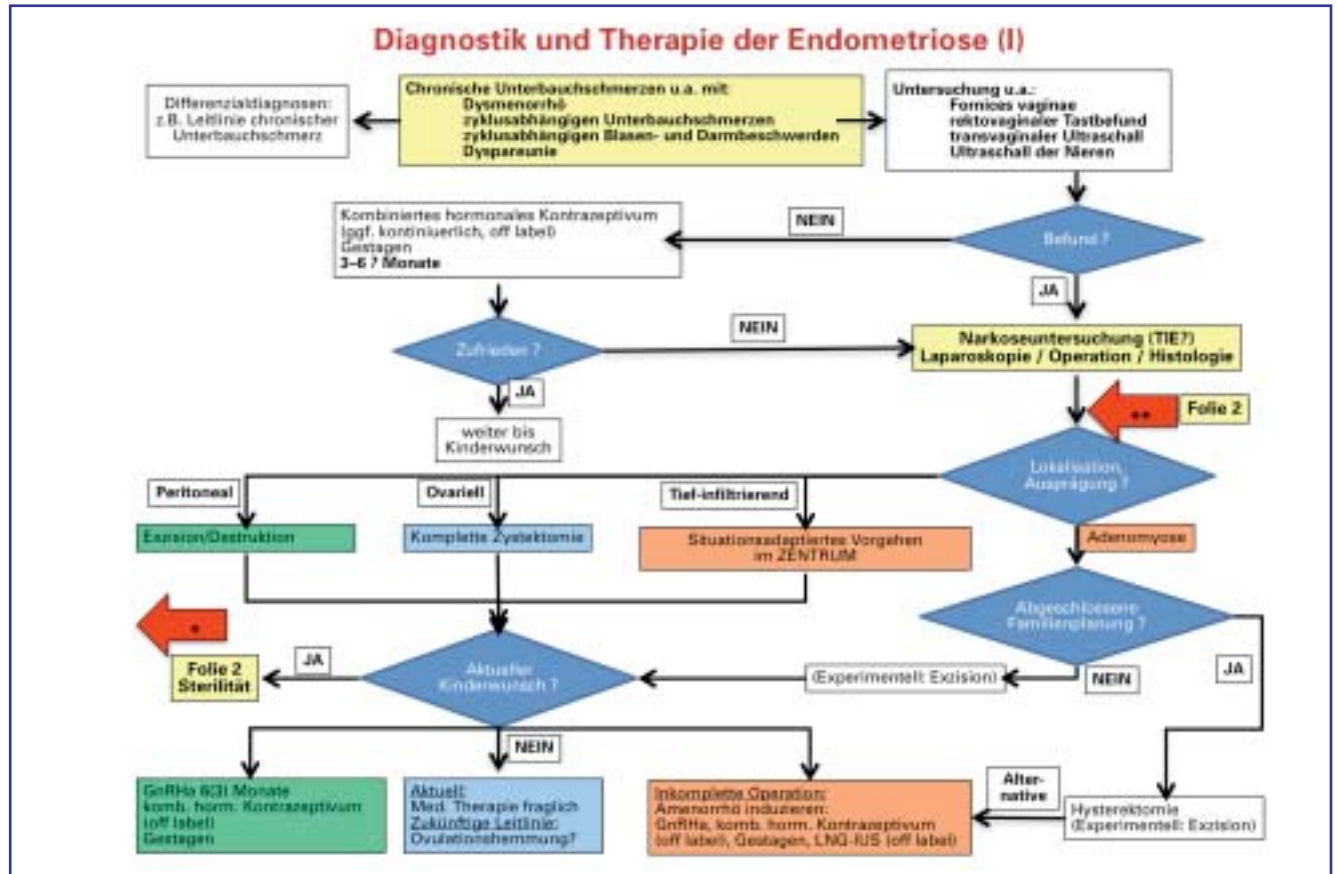 Diagnostik und Therapie der Endometriose (I)
Differenzialdiagnosen:
z.B. Leitlinie chronischer
Unterbauchschmerz
Chronische Unterbauchschmerzen u.a. mit:
Dysmenorrhö
zyklusabhängigen Unterbauchschmerzen
zyklusabhängigen Blasen- und Darmbeschwerden
Dyspareunie
Untersuchung u.a.:
Fornices vaginae
rektovaginaler Tastbefund
transvaginaler Ultraschall
Ultraschall der Nieren
Kombiniertes hormonales Kontrazeptivum
(ggf. kontinuierlich, off label)
Gestagen
3–6 ? Monate
NEIN
Befund ?
JA
Zufrieden ?
NEIN
Narkoseuntersuchung (TIE?)
Laparoskopie / Operation / Histologie
JA
weiter bis
Kinderwunsch
**
Folie 2
Lokalisation,
Ausprägung ?
Peritoneal
Ovariell
Tief-infiltrierend
Exzision/Destruktion
Komplette Zystektomie
Situationsadaptiertes Vorgehen
im ZENTRUM
Adenomyose
Abgeschlossene
Familienplanung ?
*
Folie 2
Sterilität
JA
Aktueller
Kinderwunsch ?
(Experimentell: Exzision)
NEIN
JA
NEIN
GnRHa 6(3) Monate
komb. horm. Kontrazeptivum
(off label)
Gestagen
Aktuell:
Med. Therapie fraglich
Zukünftige Leitlinie:
Ovulationshemmung?
Inkomplette Operation:
Amenorrhö induzieren:
GnRHa, komb. horm. Kontrazeptivum
(off label), Gestagen, LNG-IUS (off label)
Alter-
native
Hysterektomie
(Experimentell: Exzision)